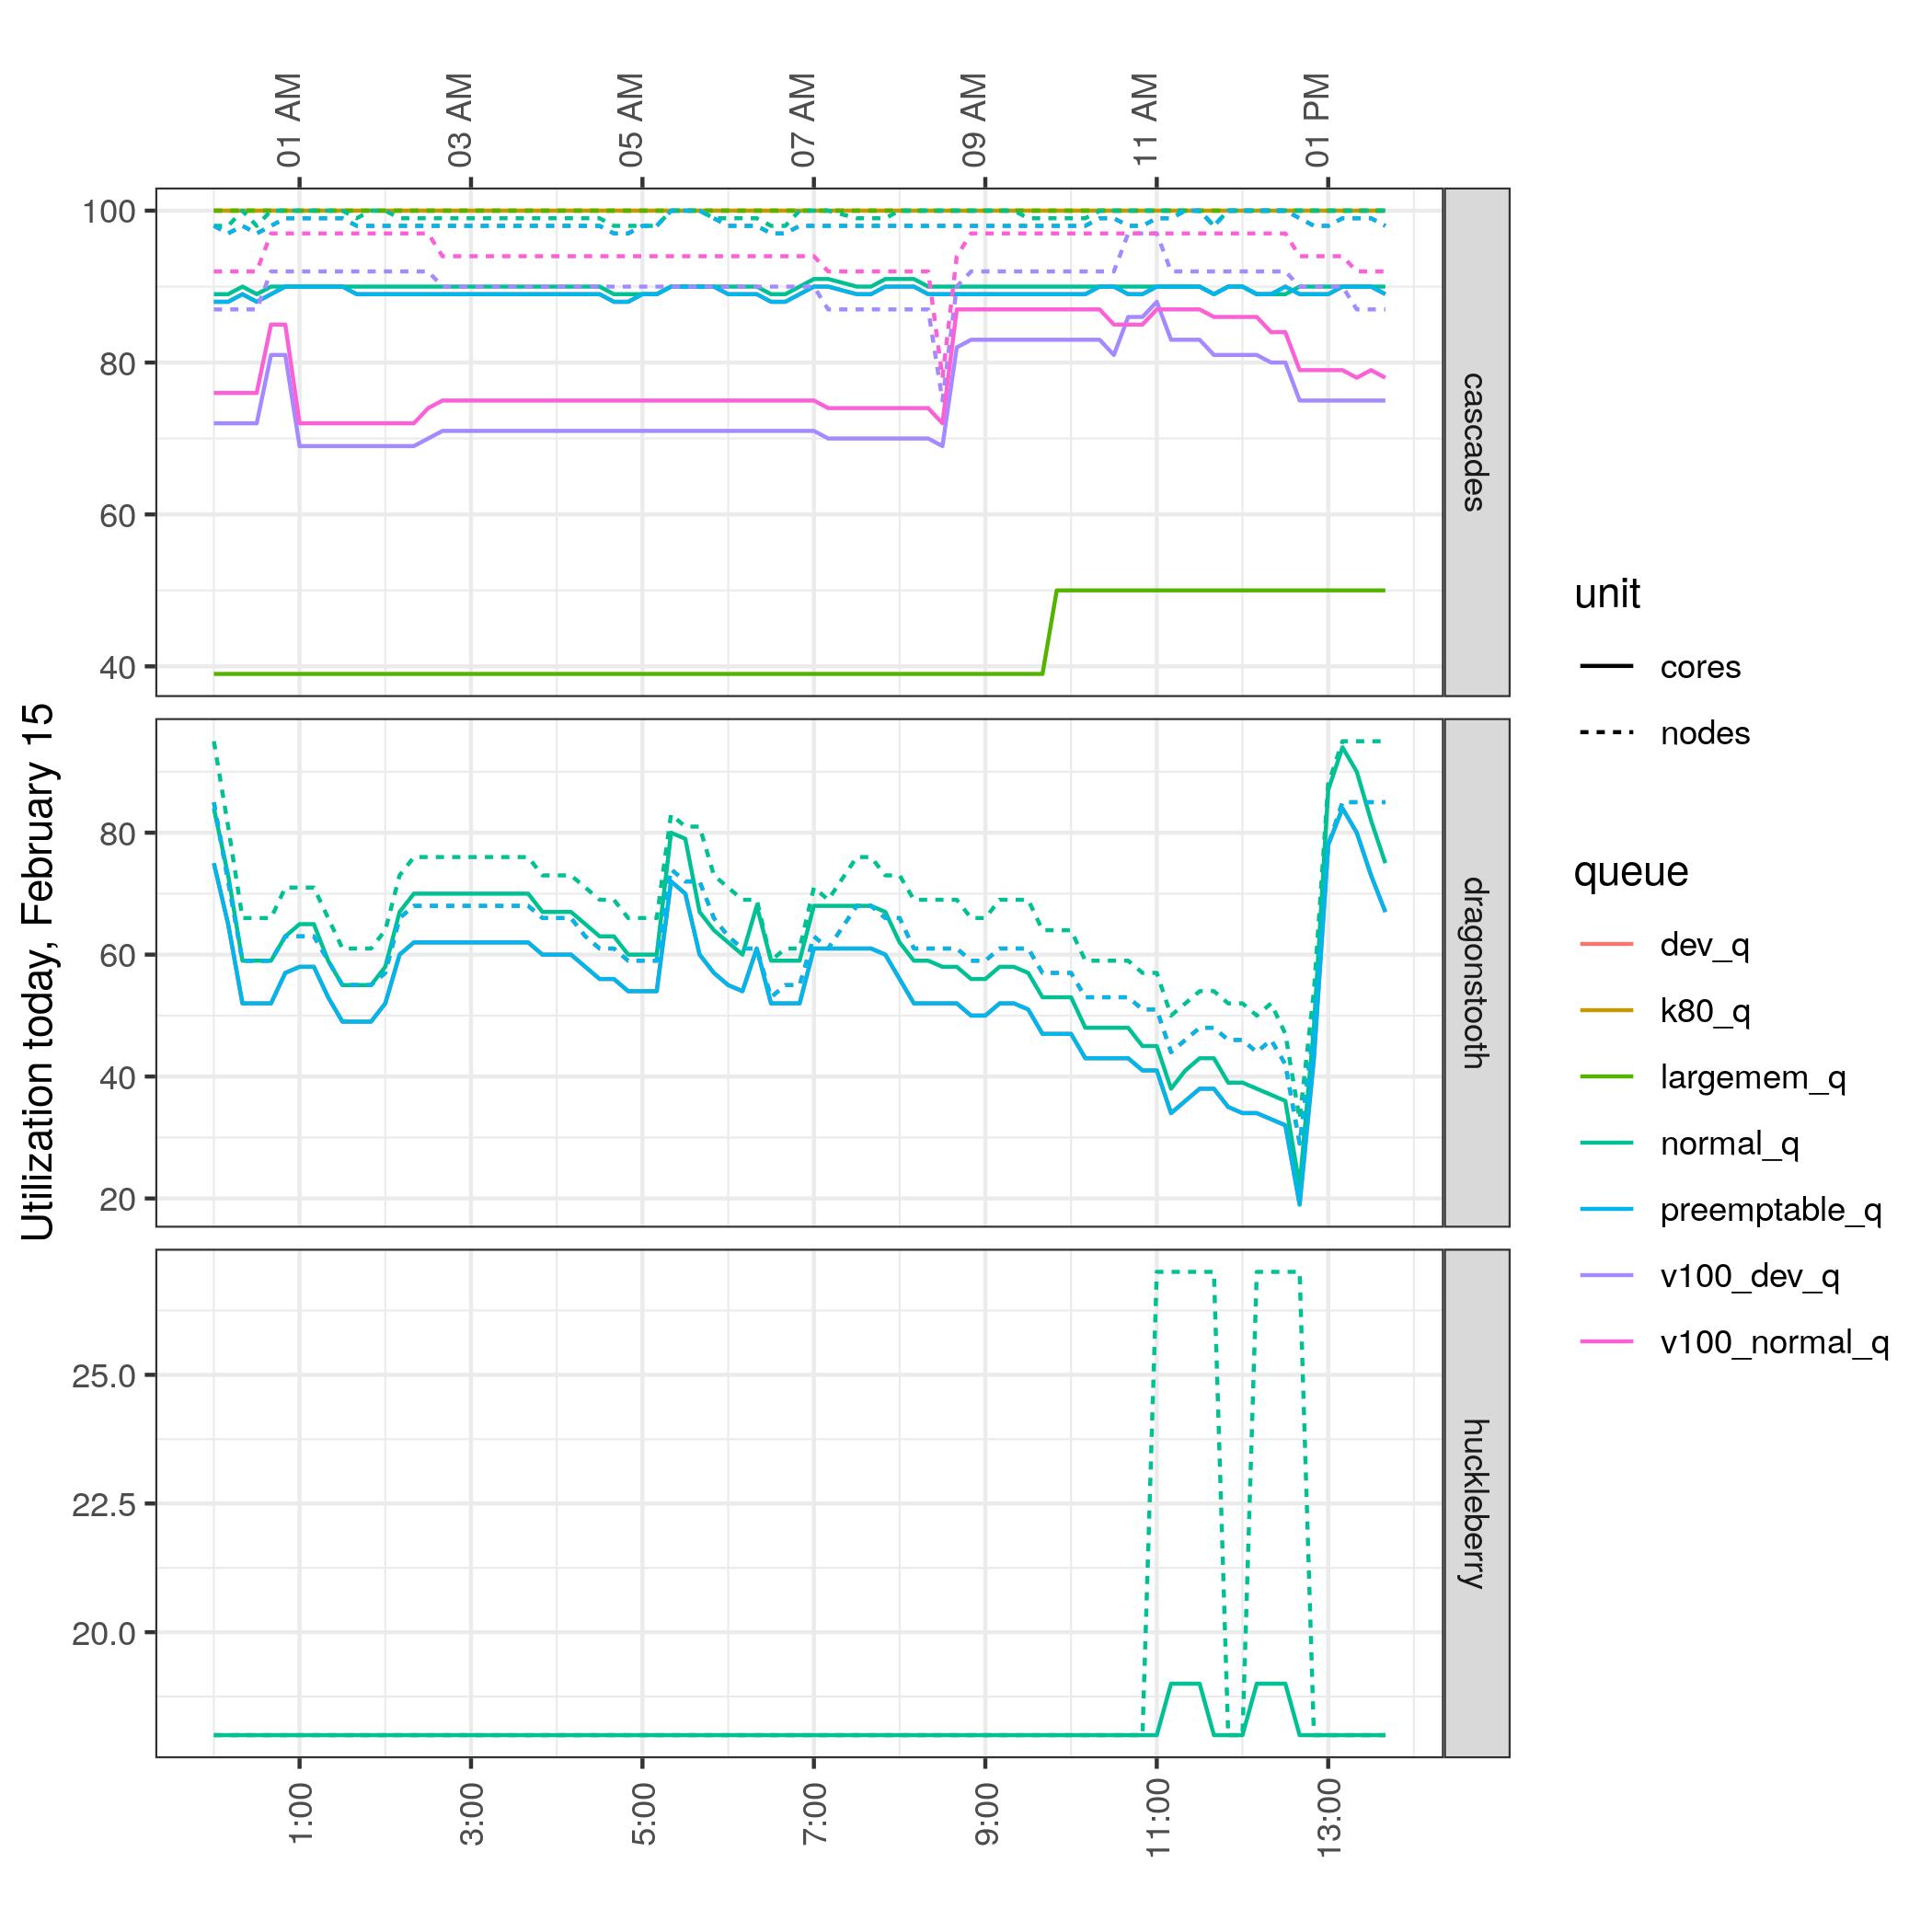 01 AM
03 AM
05 AM
07 AM
09 AM
11 AM
01 PM
100
80
60
40
cascades
80
60
40
20
dragonstooth
25.0
22.5
20.0
huckleberry
1:00
3:00
5:00
7:00
9:00
11:00
13:00
Utilization today, February 15
unit
cores
nodes
queue
dev_q
k80_q
largemem_q
normal_q
preemptable_q
v100_dev_q
v100_normal_q